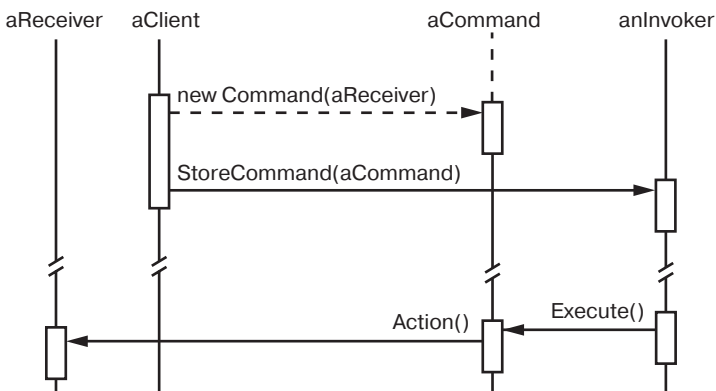 aReceiver
aClient
aCommand
anInvoker
new Command(aReceiver)
StoreCommand(aCommand)
Execute()
Action()